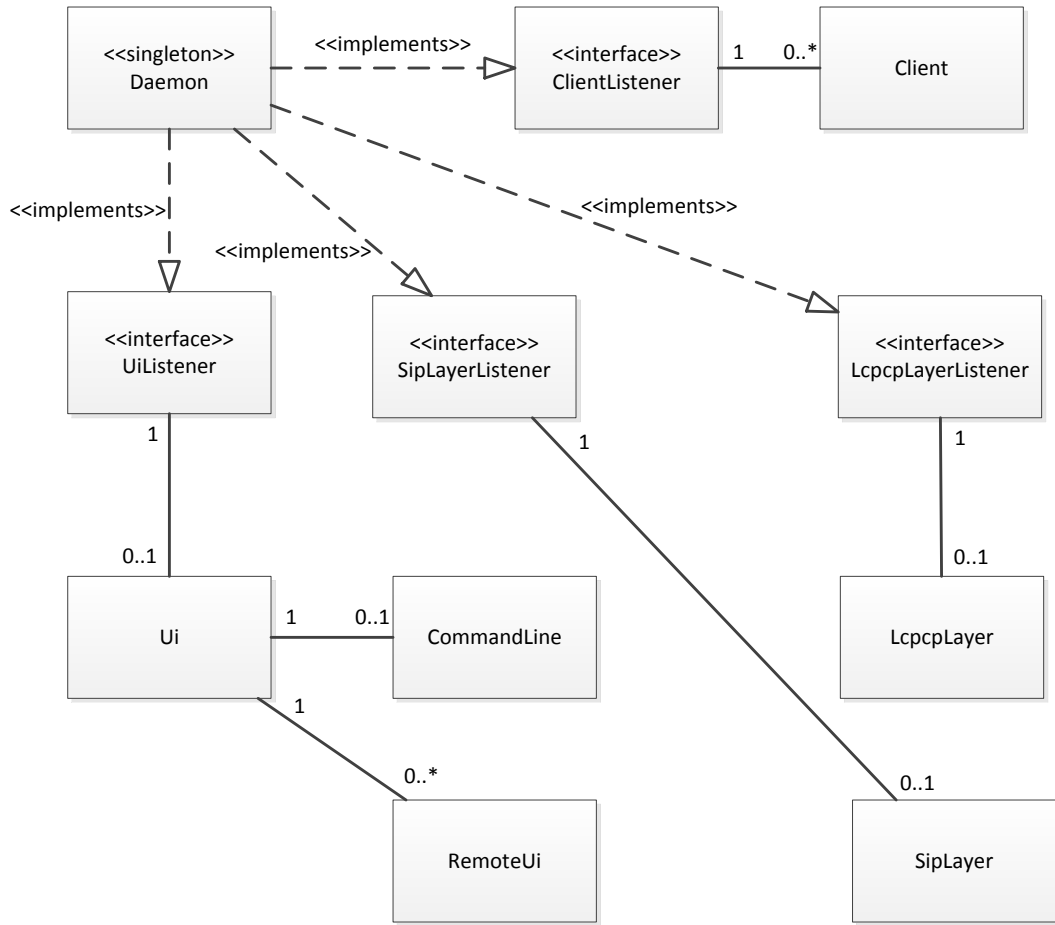 <<singleton>>
Daemon
<<implements>>
<<interface>>
ClientListener
1
0..*
Client
<<implements>>
<<implements>>
<<implements>>
<<interface>>
UiListener
<<interface>>
SipLayerListener
<<interface>>
LcpcpLayerListener
1
1
1
0..1
0..1
Ui
1
0..1
CommandLine
LcpcpLayer
1
0..*
0..1
RemoteUi
SipLayer